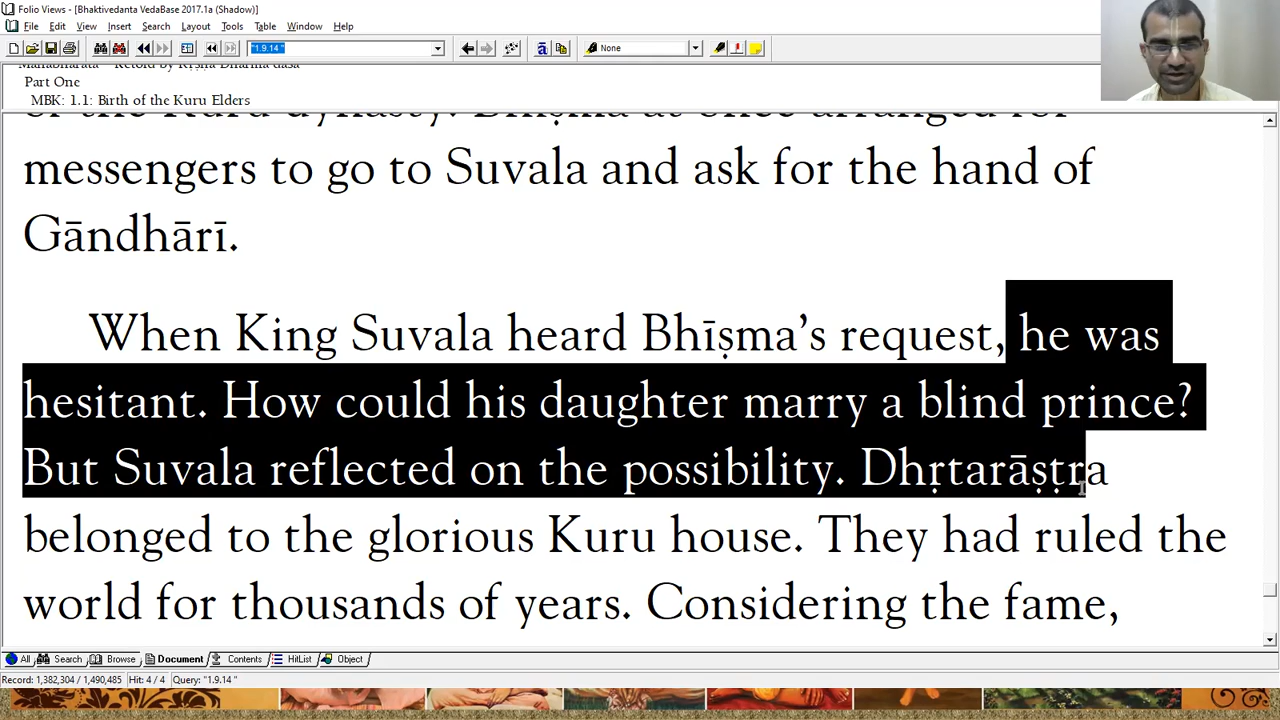 Folio Views - [Bhaktivedanta VedaBase 2017.1a (Shadow)]
File Edit View Insert Search Layout Tools Table Window Help
"1.9.14" None
Part One
MBK: 1.1: Birth of the Kuru Elders
messengers to go to Suvala and ask for the hand of
Gāndhārī.
When King Suvala heard Bhīṣma’s request, he was
hesitant. How could his daughter marry a blind prince?
But Suvala reflected on the possibility. Dhṛtarāṣṭra
belonged to the glorious Kuru house. They had ruled the
world for thousands of years. Considering the fame,
All Search Browse Document Contents HitList Object
Record: 1,382,304 / 1,490,485 Hit: 4 / 4 Query: "1.9.14"